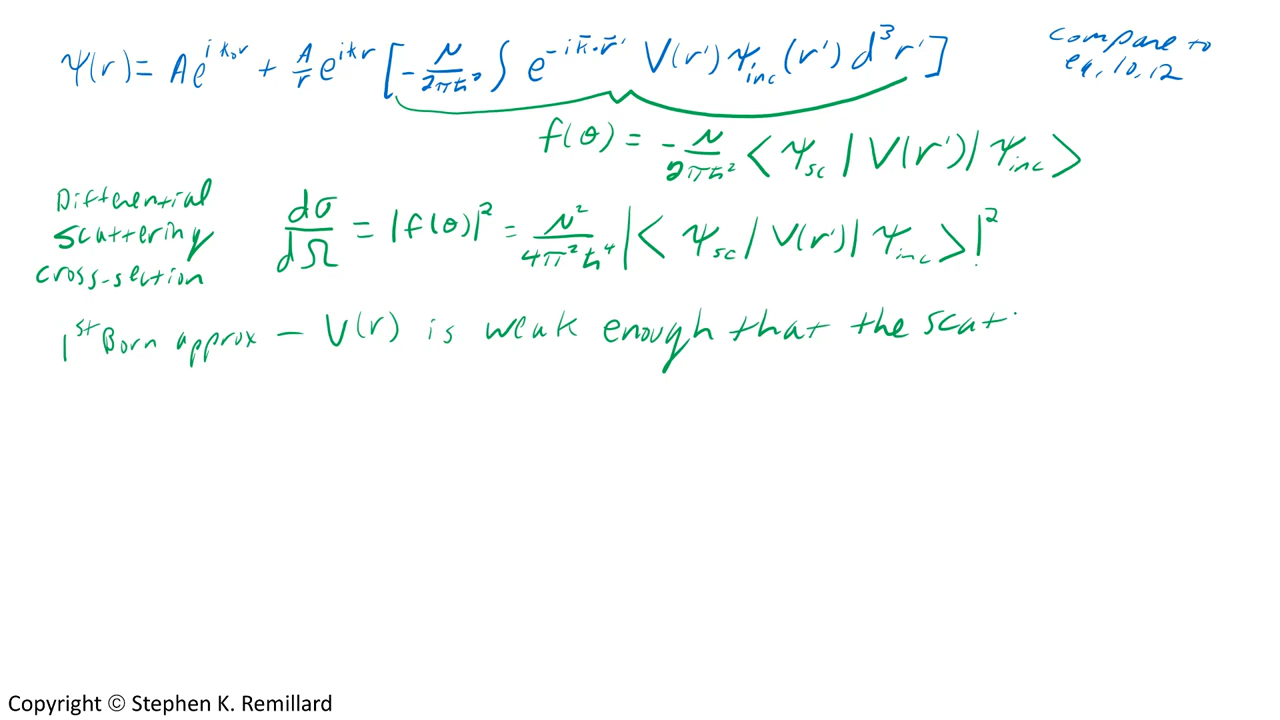 ψ(r) = Ae^{ik₀r} + A/r e^{ikr} [ -μ/2πħ² ∫ e^{-ik̄·r̄'} V(r') ψ_inc (r') d³r' ] compare to eq. 10.12
f(θ) = -μ/2πħ² < ψ_sc | V(r') | ψ_inc >
Differential scattering cross-section dσ/dΩ = |f(θ)|² = μ²/4π²ħ⁴ |< ψ_sc | V(r') | ψ_inc >|²
1st Born approx – V(r) is weak enough that the scat
Copyright © Stephen K. Remillard